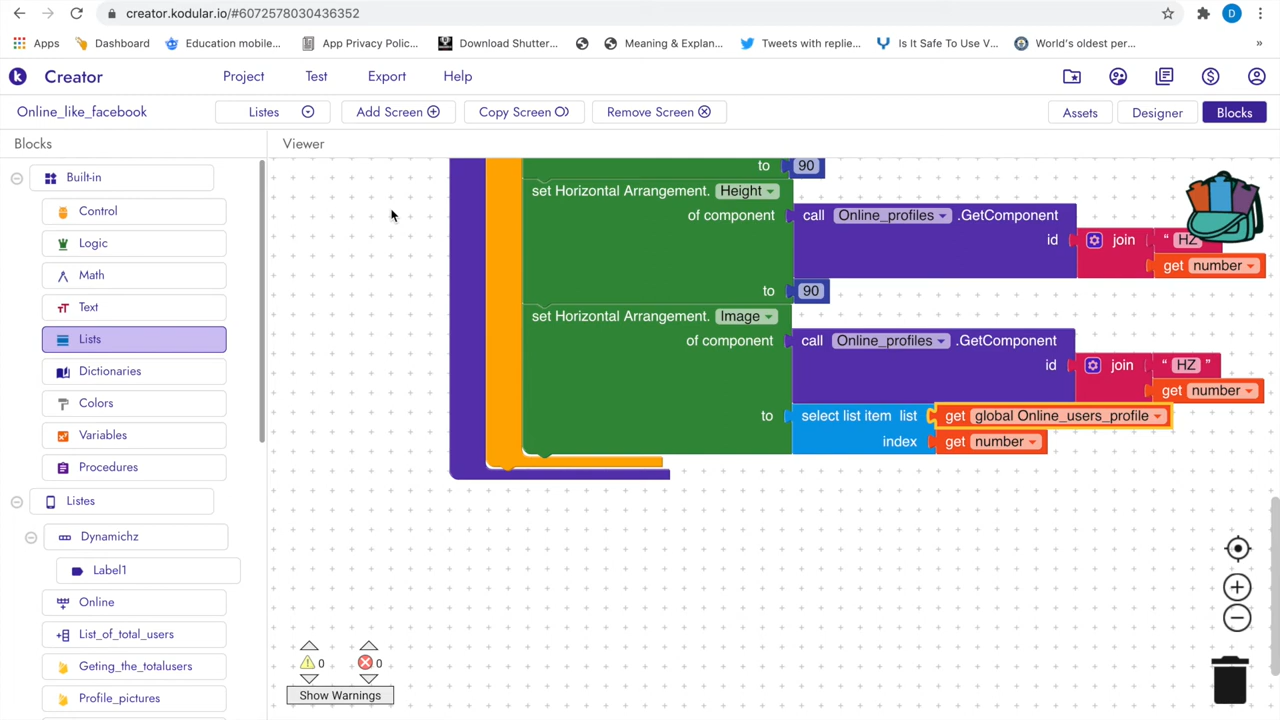 creator.kodular.io/#6072578030436352
D
Apps
Dashboard
Education mobile...
App Privacy Polic...
Download Shutter...
Meaning & Explan...
Tweets with replie...
Is It Safe To Use V...
World's oldest per...
»
Creator
Project
Test
Export
Help
Online_like_facebook
Listes
Add Screen
Copy Screen
Remove Screen
Assets
Designer
Blocks
Blocks
Viewer
Built-in
Control
Logic
Math
Text
Lists
Dictionaries
Colors
Variables
Procedures
Listes
Dynamichz
Label1
Online
List_of_total_users
Geting_the_totalusers
Profile_pictures
to 90
set Horizontal Arrangement. Height
of component call Online_profiles .GetComponent
id join “ HZ
get number
to 90
set Horizontal Arrangement. Image
of component call Online_profiles .GetComponent
id join “ HZ ”
get number
to select list item list get global Online_users_profile
index get number
0 0
Show Warnings